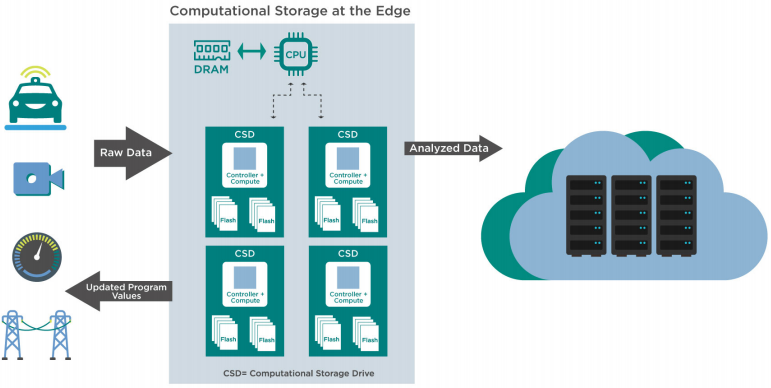 Computational Storage at the Edge
DRAM
CPU
Raw Data
CSD
Controller +
Compute
Flash
Flash
CSD
Controller +
Compute
Flash
Flash
Analyzed Data
Updated Program
Values
CSD
Controller +
Compute
Flash
Flash
CSD
Controller +
Compute
Flash
Flash
CSD= Computational Storage Drive